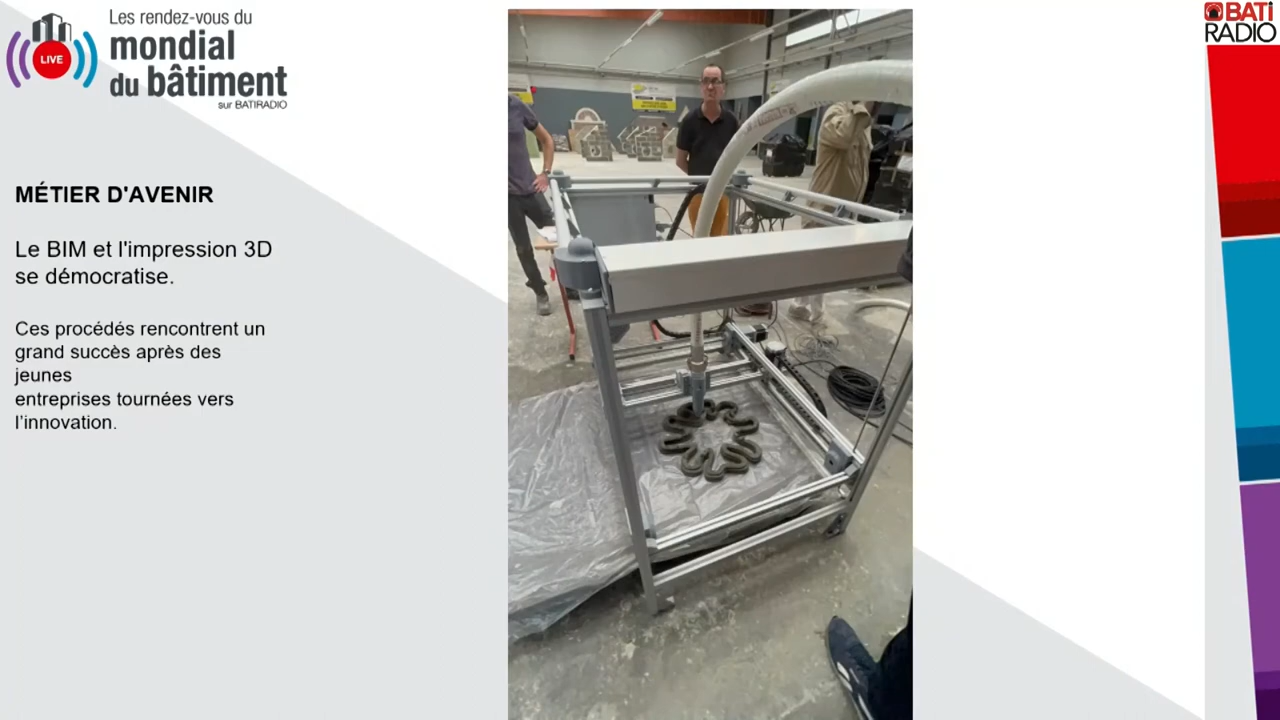 Les rendez-vous du
mondial
du bâtiment
sur BATIRADIO
LIVE
BATi
RADIO
MÉTIER D'AVENIR
Le BIM et l'impression 3D
se démocratise.
Ces procédés rencontrent un
grand succès après des
jeunes
entreprises tournées vers
l'innovation.